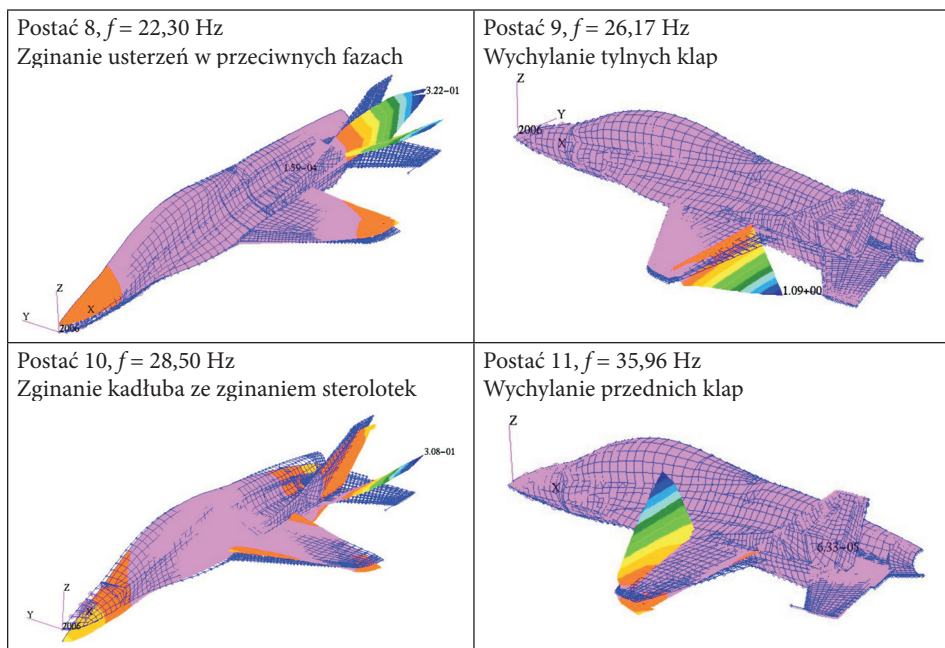 Postać 8, f = 22,30 Hz
Zginanie usterzeń w przeciwnych fazach
3.22-01
1.59-04
Z
Y
X
2006
Postać 9, f = 26,17 Hz
Wychylanie tylnych klap
Z
Y
2006
X
1.09+00
Postać 10, f = 28,50 Hz
Zginanie kadłuba ze zginaniem sterolotek
3.08-01
Z
Y
X
2006
Postać 11, f = 35,96 Hz
Wychylanie przednich klap
Z
X
6.33-05